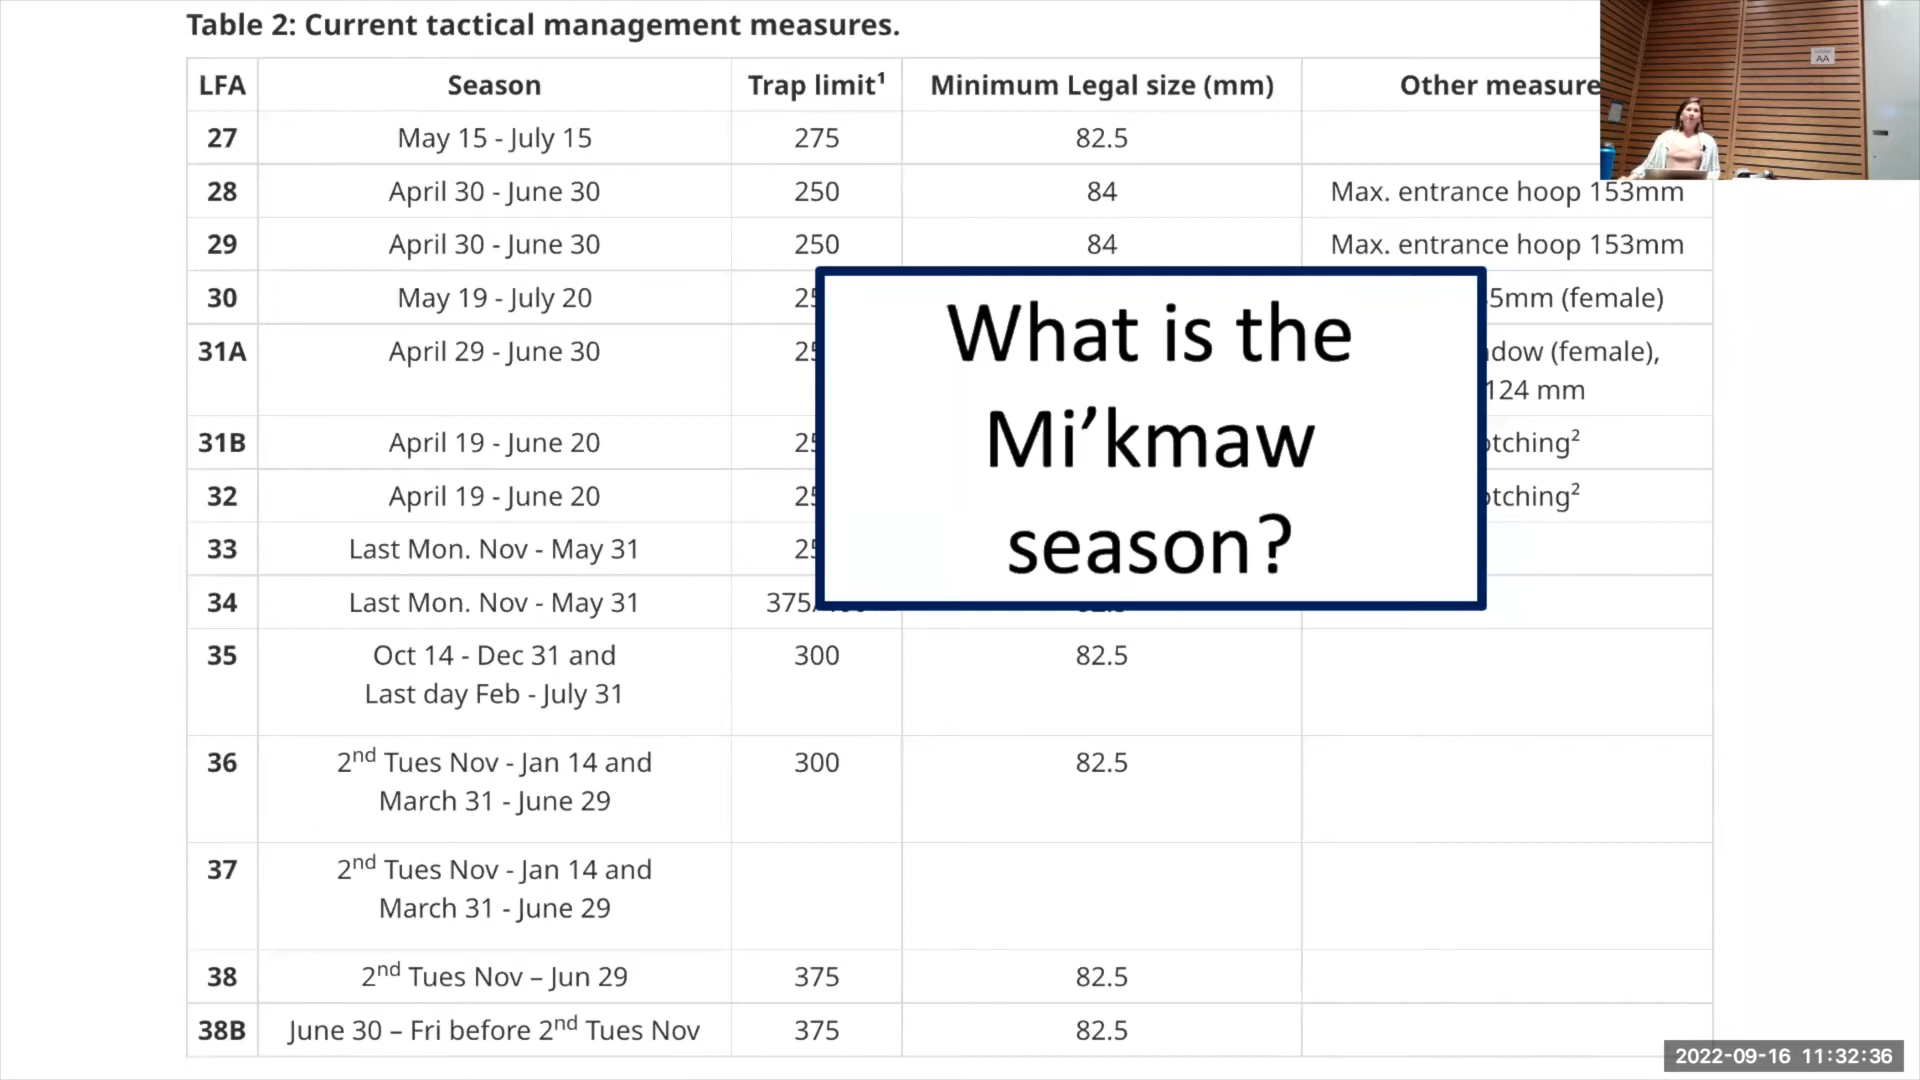 Table 2: Current tactical management measures.
LFA Season Trap limit¹ Minimum Legal size (mm) Other measure
27 May 15 - July 15 275 82.5
28 April 30 - June 30 250 84 Max. entrance hoop 153mm
29 April 30 - June 30 250 84 Max. entrance hoop 153mm
30 May 19 - July 20 5mm (female)
31A April 29 - June 30 (female),
124 mm
31B April 19 - June 20
32 April 19 - June 20
33 Last Mon. Nov - May 31
34 Last Mon. Nov - May 31 375/
35 Oct 14 - Dec 31 and 300 82.5
Last day Feb - July 31
36 2nd Tues Nov - Jan 14 and 300 82.5
March 31 - June 29
37 2nd Tues Nov - Jan 14 and
March 31 - June 29
38 2nd Tues Nov – Jun 29 375 82.5
38B June 30 – Fri before 2nd Tues Nov 375 82.5
What is the
Mi’kmaw
season?
AA
2022-09-16 11:32:36